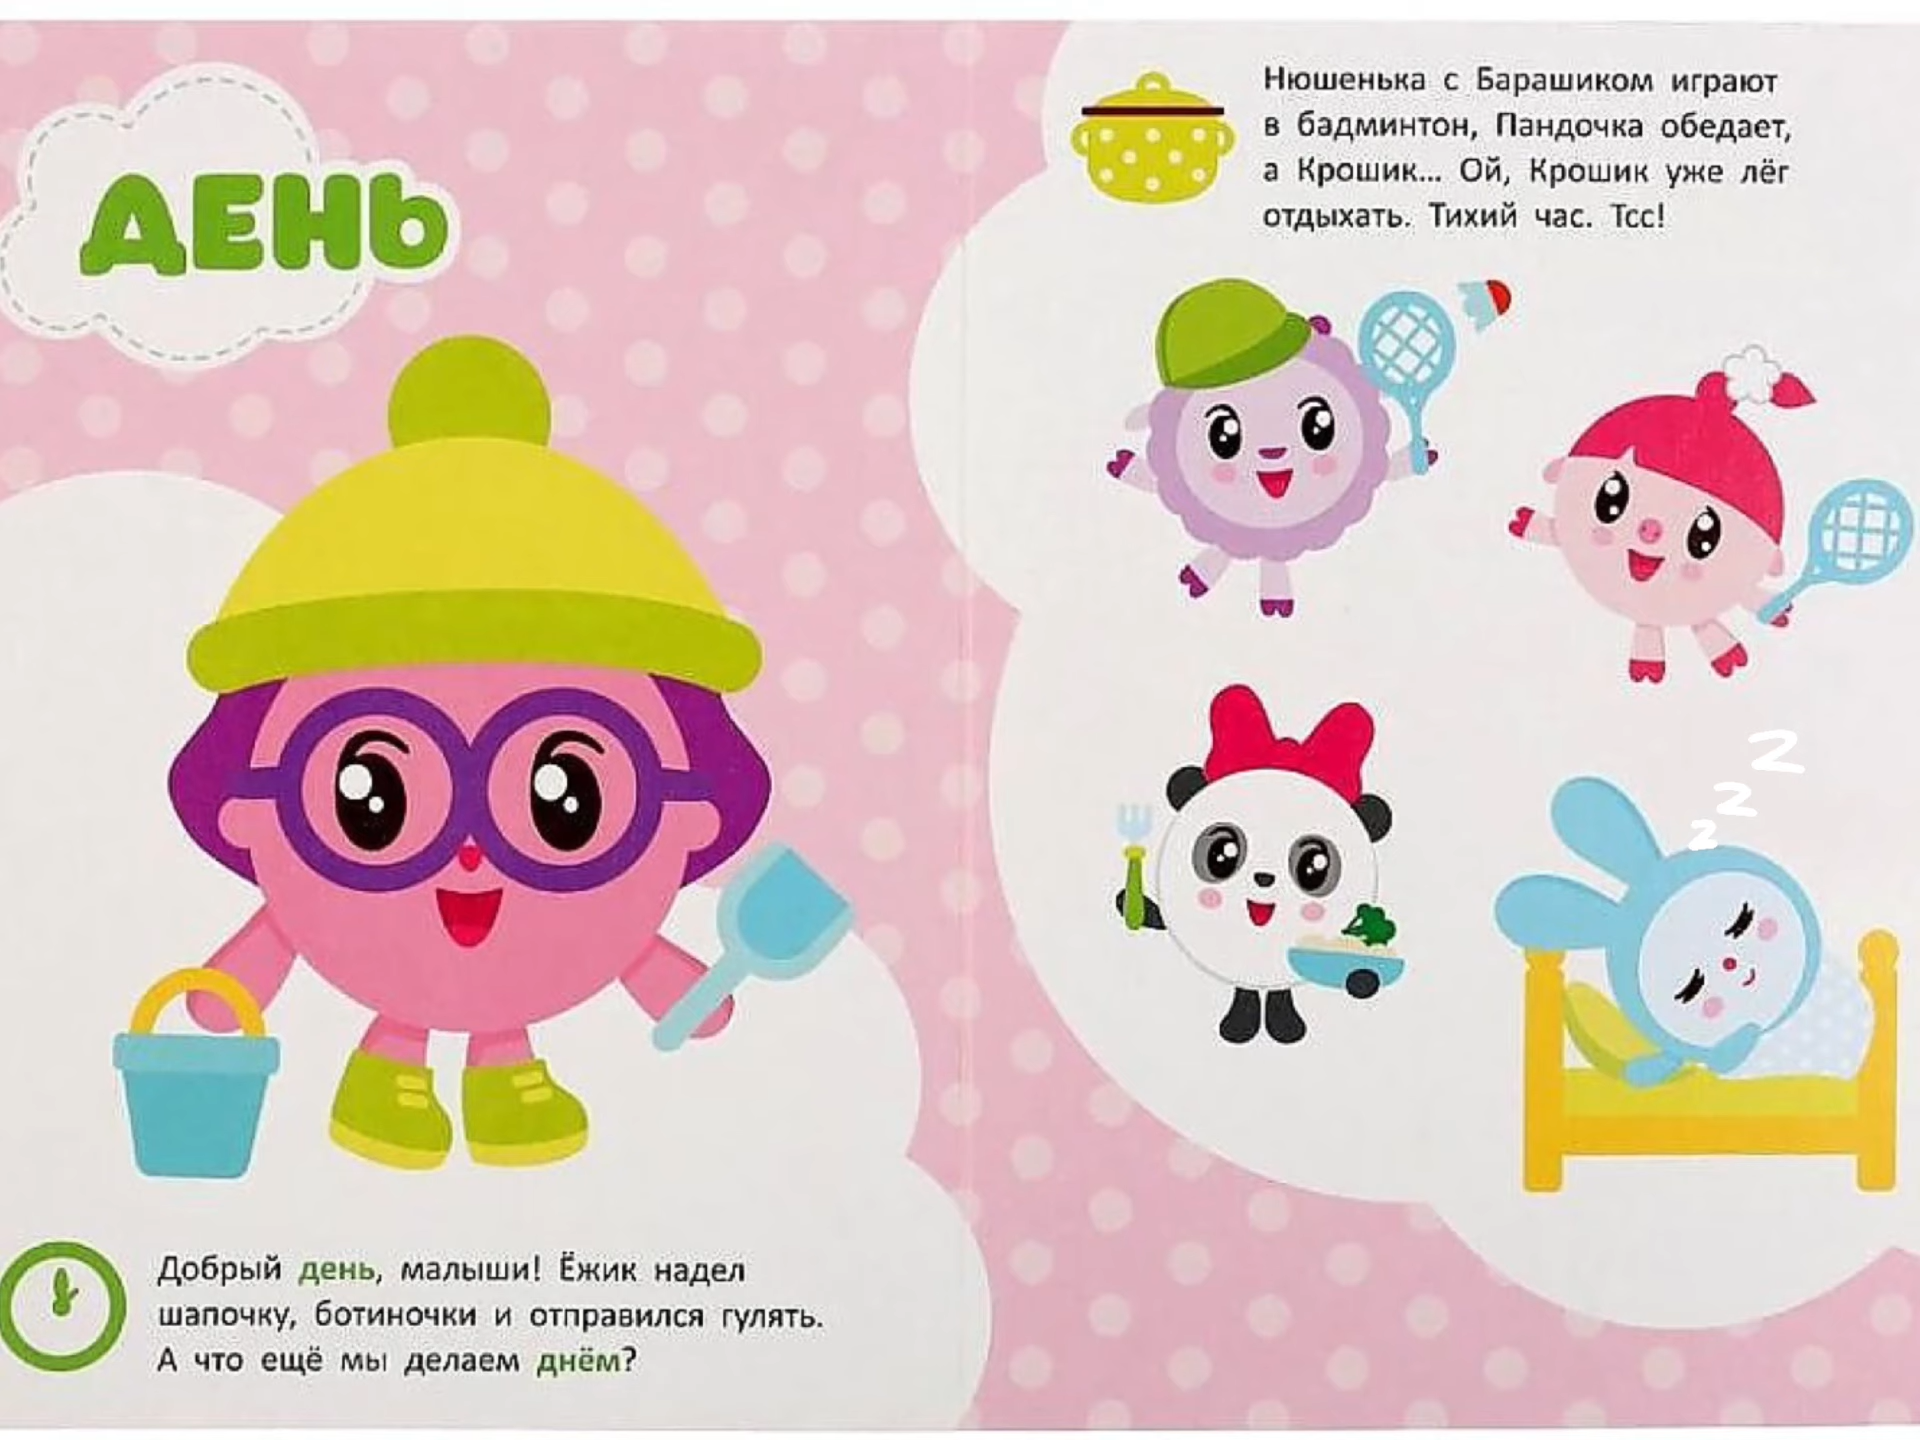 ДЕНЬ
Добрый день, малыши! Ёжик надел
шапочку, ботиночки и отправился гулять.
А что ещё мы делаем днём?
Нюшенька с Барашиком играют
в бадминтон, Пандочка обедает,
а Крошик... Ой, Крошик уже лёг
отдыхать. Тихий час. Тсс!
z
z
z